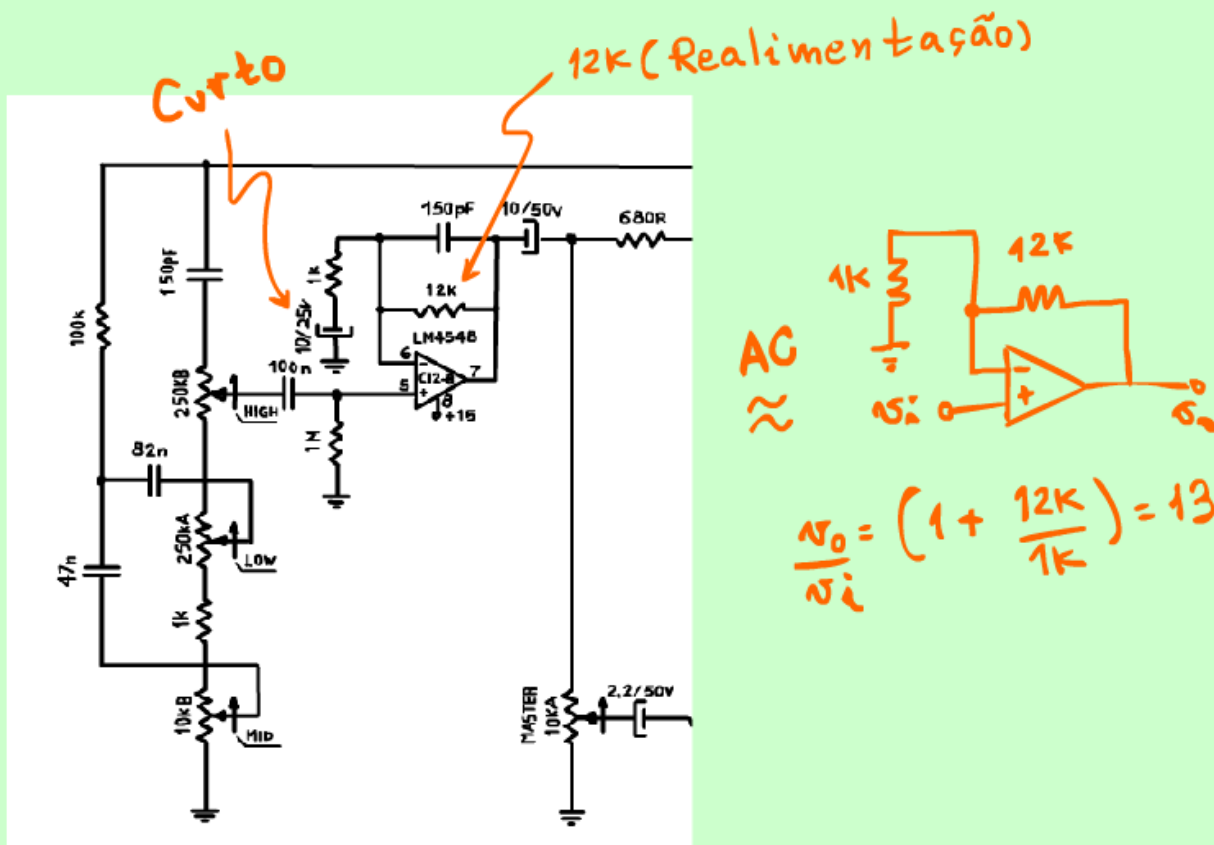 Curto
12K (Realimentação)
150pF
10/50V
680R
150pF
1k
12k
100k
10/25V
LM4548
6
-
7
250KB
100n
5
+
CI2-B
8
+15
HIGH
1M
82n
250kA
LOW
47n
1k
10kB
MID
MASTER
10KA
2,2/50V
AC
≈
1K
12K
-
+
vi
vo
vo/vi = (1 + 12K/1K) = 13